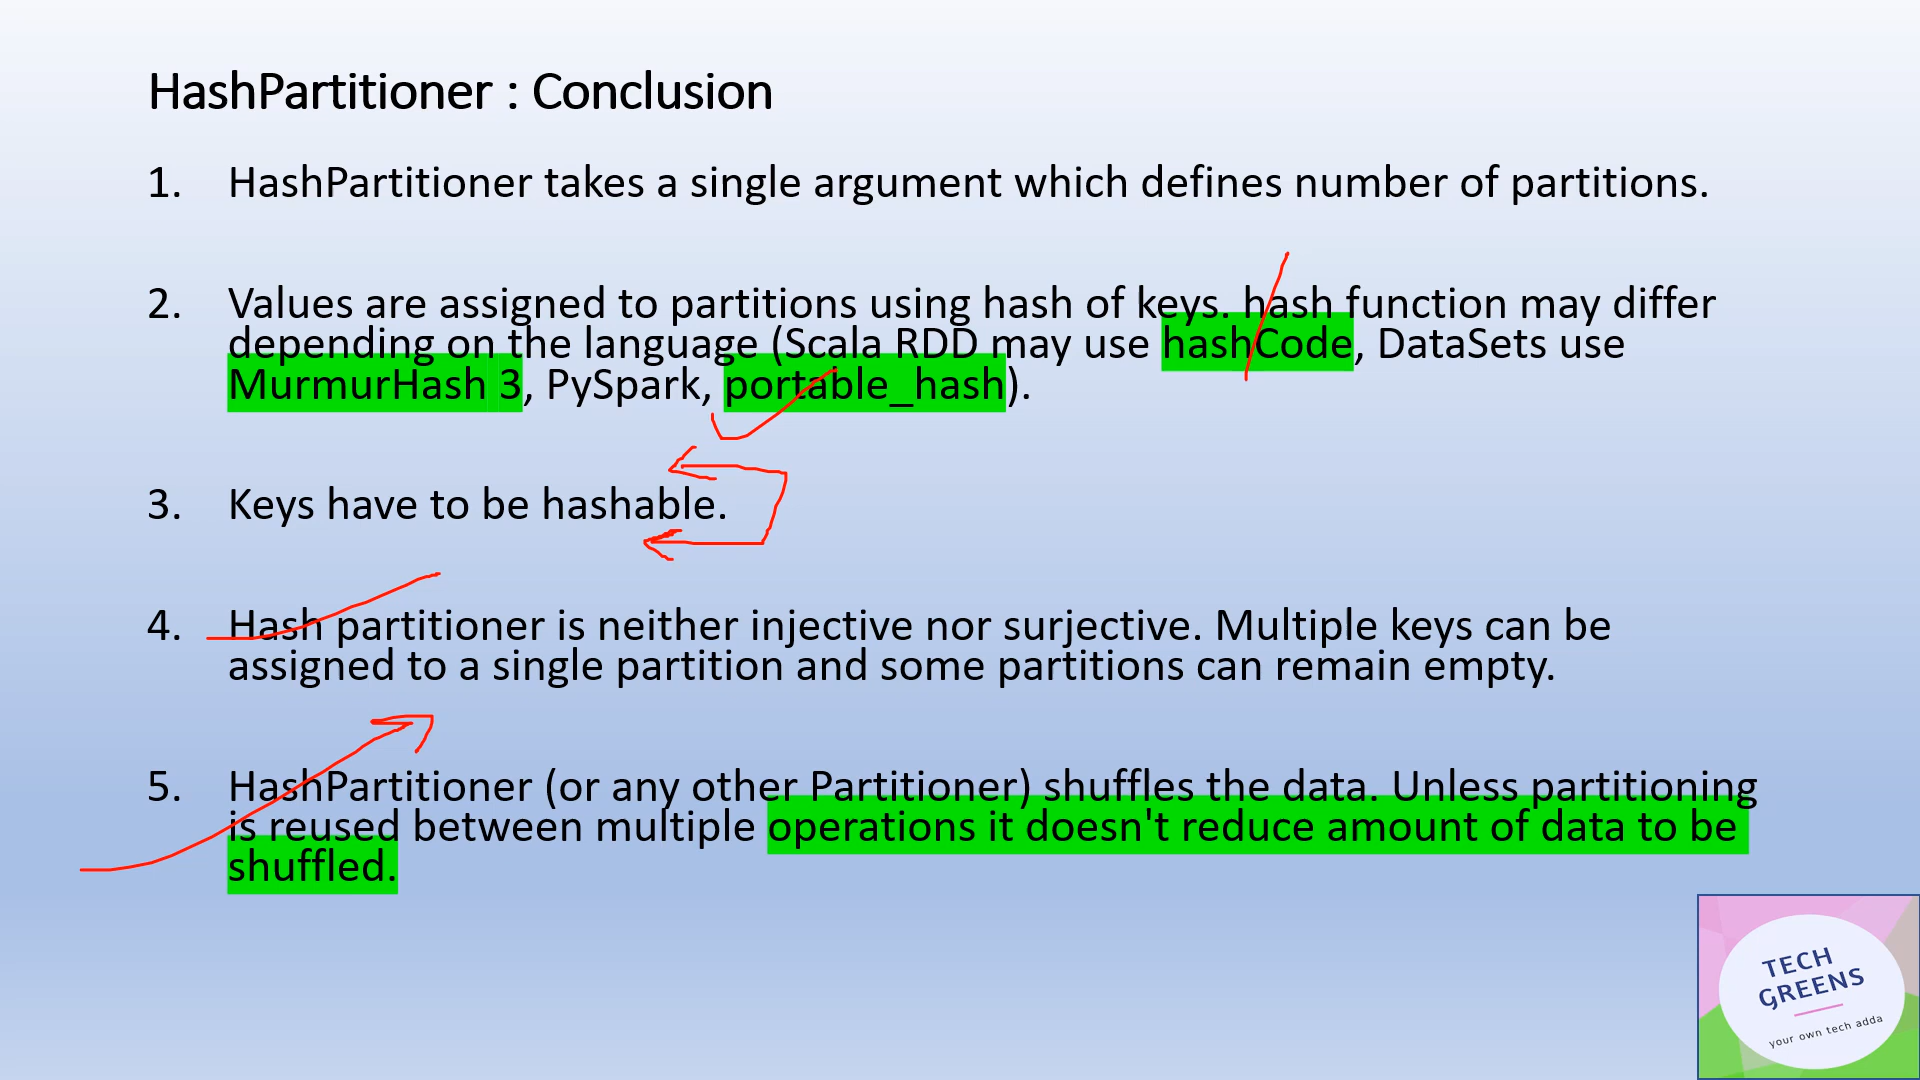 HashPartitioner : Conclusion
1. HashPartitioner takes a single argument which defines number of partitions.
2. Values are assigned to partitions using hash of keys. hash function may differ
depending on the language (Scala RDD may use hashCode, DataSets use
MurmurHash 3, PySpark, portable_hash).
3. Keys have to be hashable.
4. Hash partitioner is neither injective nor surjective. Multiple keys can be
assigned to a single partition and some partitions can remain empty.
5. HashPartitioner (or any other Partitioner) shuffles the data. Unless partitioning
is reused between multiple operations it doesn't reduce amount of data to be
shuffled.
TECH
GREENS
your own tech adda